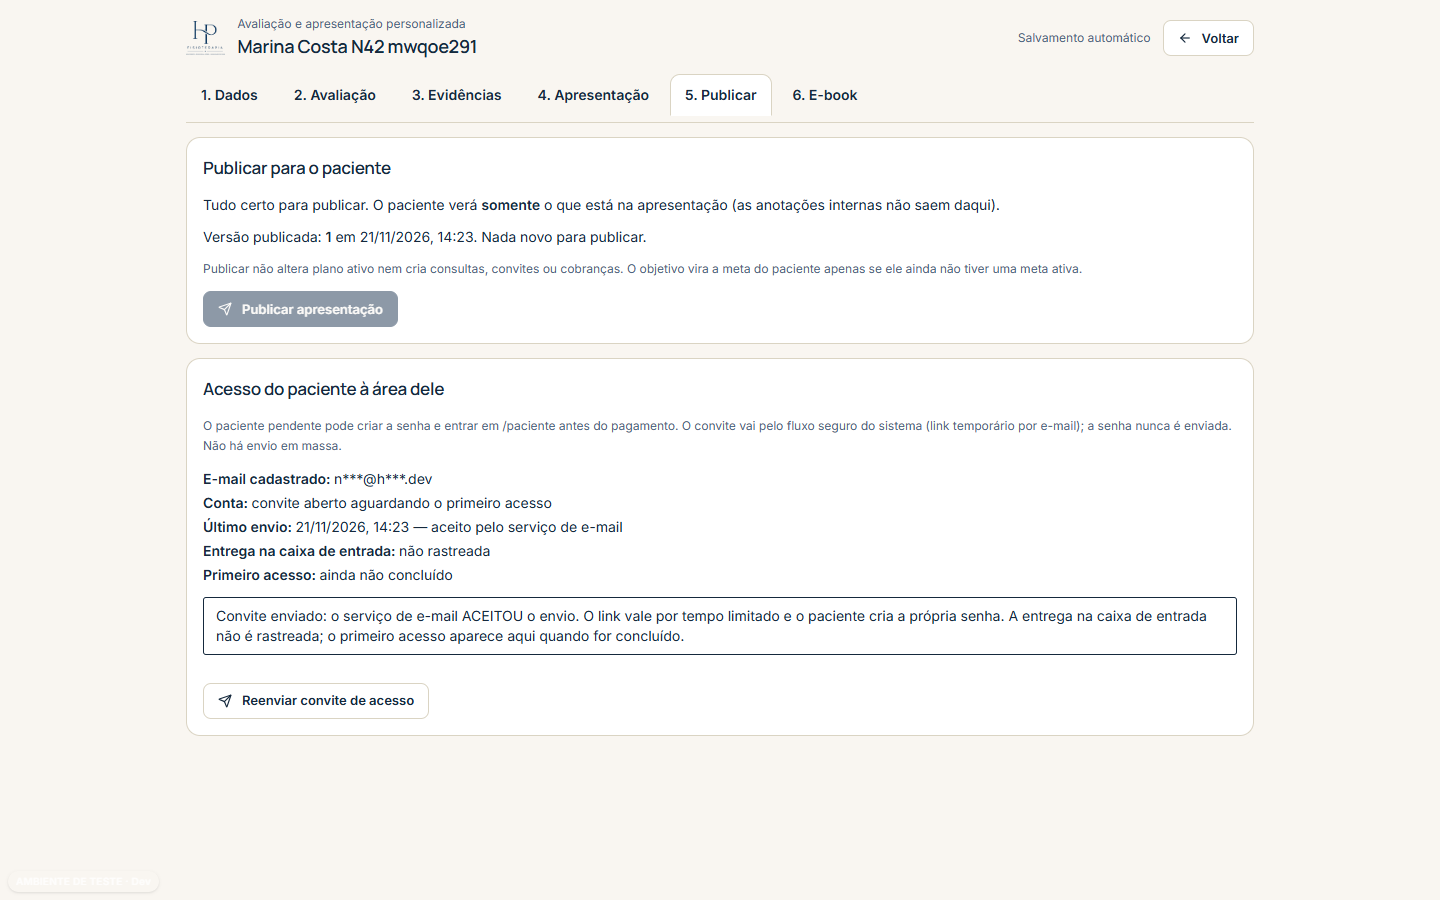 HP
FISIOTERAPIA
Avaliação e apresentação personalizada
Marina Costa N42 mwqoe291
Salvamento automático
Voltar
1. Dados
2. Avaliação
3. Evidências
4. Apresentação
5. Publicar
6. E-book
Publicar para o paciente
Tudo certo para publicar. O paciente verá somente o que está na apresentação (as anotações internas não saem daqui).
Versão publicada: 1 em 21/11/2026, 14:23. Nada novo para publicar.
Publicar não altera plano ativo nem cria consultas, convites ou cobranças. O objetivo vira a meta do paciente apenas se ele ainda não tiver uma meta ativa.
Publicar apresentação
Acesso do paciente à área dele
O paciente pendente pode criar a senha e entrar em /paciente antes do pagamento. O convite vai pelo fluxo seguro do sistema (link temporário por e-mail); a senha nunca é enviada.
Não há envio em massa.
E-mail cadastrado: n***@h***.dev
Conta: convite aberto aguardando o primeiro acesso
Último envio: 21/11/2026, 14:23 — aceito pelo serviço de e-mail
Entrega na caixa de entrada: não rastreada
Primeiro acesso: ainda não concluído
Convite enviado: o serviço de e-mail ACEITOU o envio. O link vale por tempo limitado e o paciente cria a própria senha. A entrega na caixa de entrada
não é rastreada; o primeiro acesso aparece aqui quando for concluído.
Reenviar convite de acesso
AMBIENTE DE TESTE